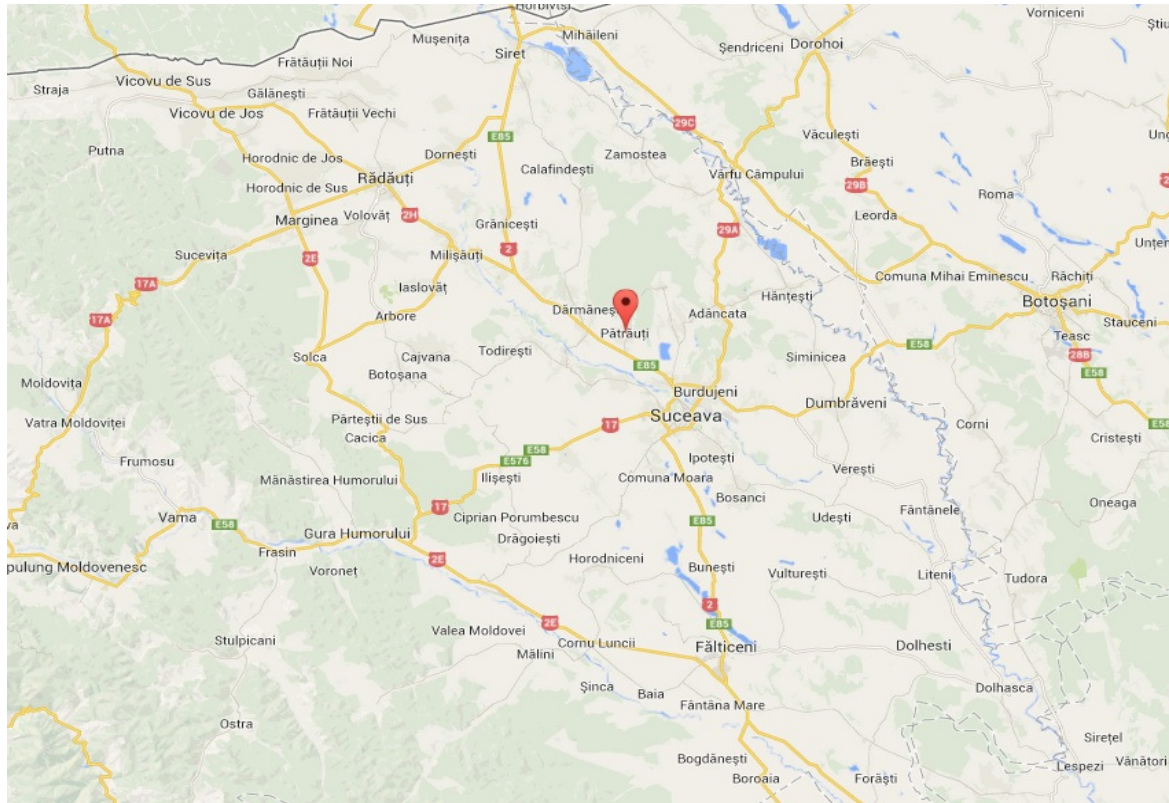 Horbivtsi
Vorniceni
Mușenița
Mihăileni
Șendriceni
Dorohoi
Siret
Frătăuții Noi
Vicovu de Sus
Straja
Gălănești
Vicovu de Jos
Frătăuții Vechi
29C
E85
Văculești
Putna
Horodnic de Jos
Dornești
Zamostea
Brăești
Calafindești
Rădăuți
Vârfu Câmpului
29B
Horodnic de Sus
Roma
Marginea
Volovăț
2H
Grănicești
Leorda
29A
Sucevița
2E
Milișăuți
2
17A
Comuna Mihai Eminescu
Răchiți
Iaslovăț
Hănțești
Botoșani
Arbore
Dărmănești
Adâncata
17A
Pătrăuți
Stauceni
Teasc
E58
Solca
Cajvana
Todirești
Siminicea
28B
Botoșana
E85
E58
Moldovița
Burdujeni
Dumbrăveni
Vatra Moldoviței
Părteștii de Sus
Suceava
17
Corni
E58
Cacica
Cristești
E58
Frumosu
E576
Ipotești
Mănăstirea Humorului
Ilișești
Comuna Moara
Verești
Bosanci
Oneaga
17
Vama
E58
Ciprian Porumbescu
E85
Udești
Fântânele
Gura Humorului
Drăgoiești
Frasin
2E
Horodniceni
pulung Moldovenesc
Voroneț
Bunești
Vulturești
Liteni
Tudora
2
Valea Moldovei
2E
E85
Stulpicani
Cornu Luncii
Fălticeni
Dolhesti
Mălini
Șinca
Baia
Dolhasca
Fântâna Mare
Ostra
Sirețel
Bogdănești
Vânători
Lespezi
Boroaia
Forăști